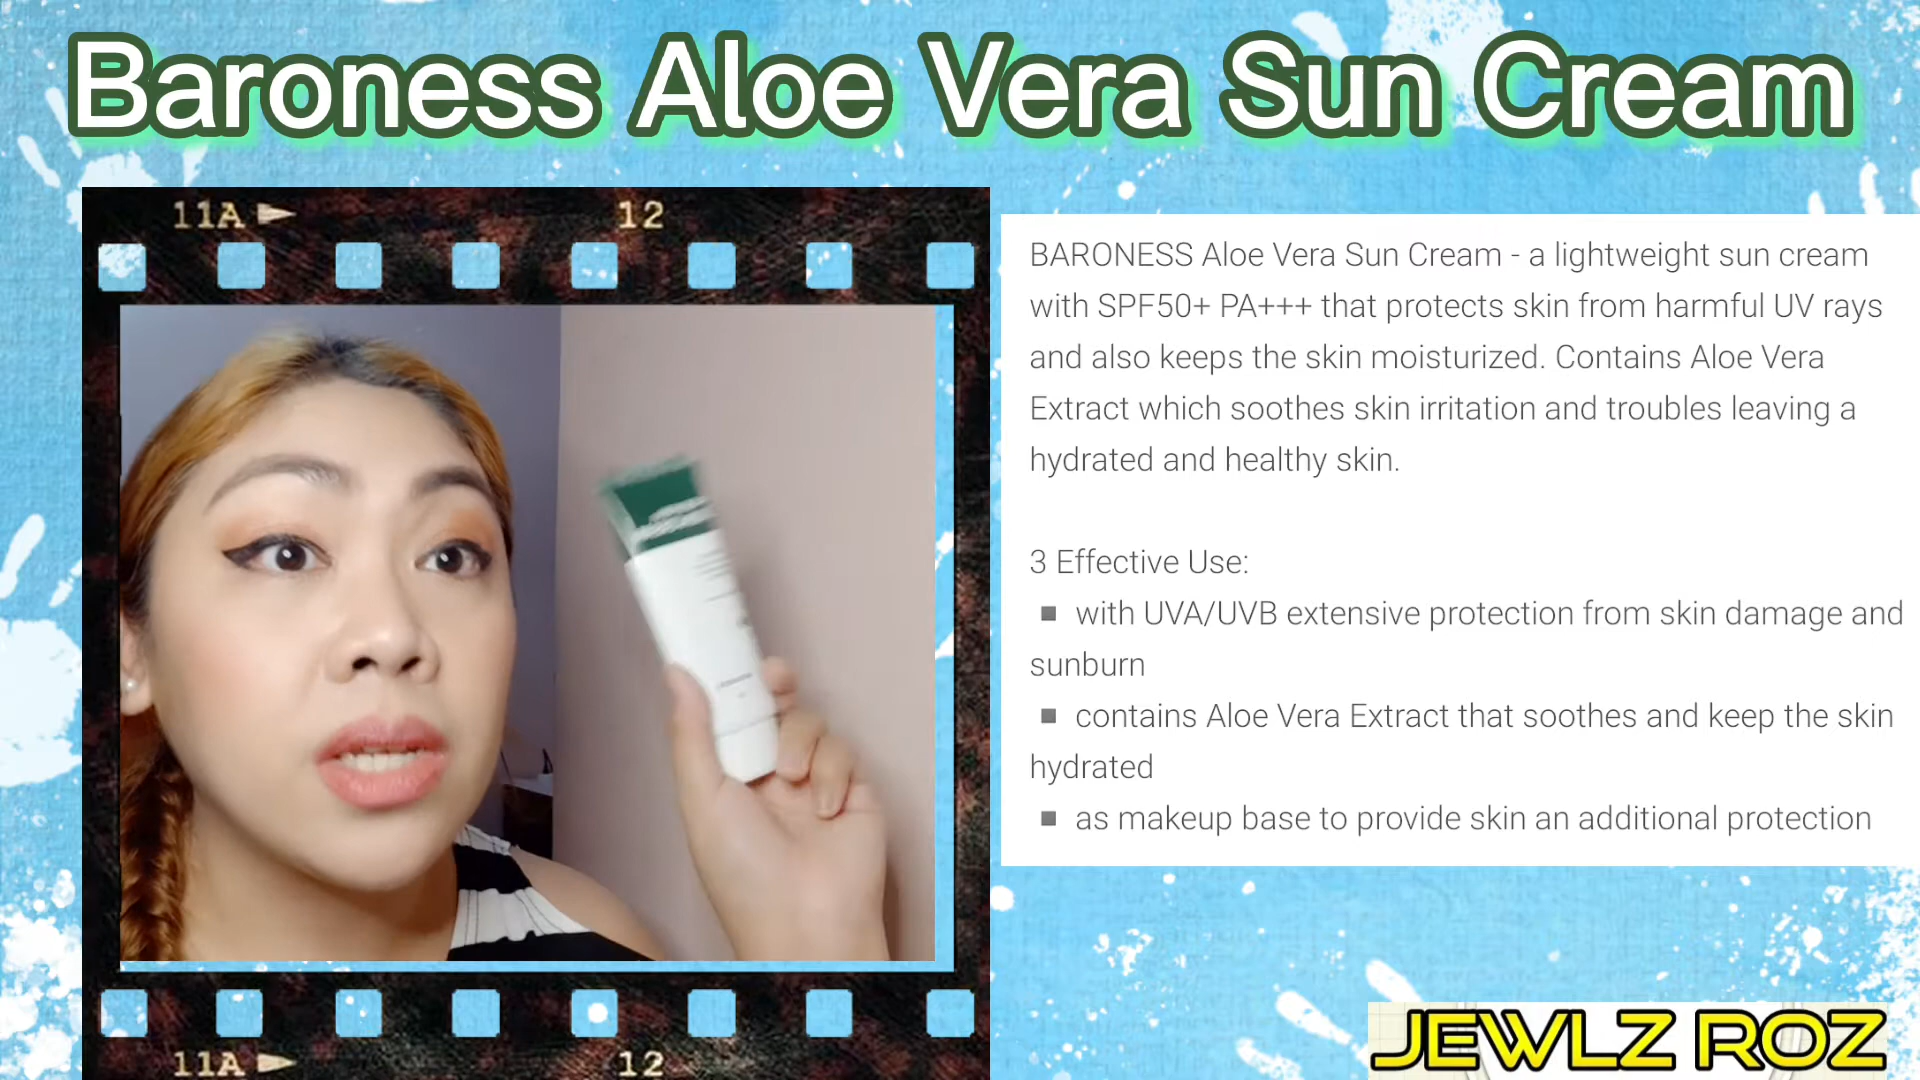 Baroness Aloe Vera Sun Cream
11A
12
BARONESS Aloe Vera Sun Cream - a lightweight sun cream
with SPF50+ PA+++ that protects skin from harmful UV rays
and also keeps the skin moisturized. Contains Aloe Vera
Extract which soothes skin irritation and troubles leaving a
hydrated and healthy skin.
3 Effective Use:
▪ with UVA/UVB extensive protection from skin damage and
sunburn
▪ contains Aloe Vera Extract that soothes and keep the skin
hydrated
▪ as makeup base to provide skin an additional protection
11A
12
JEWLZ ROZ